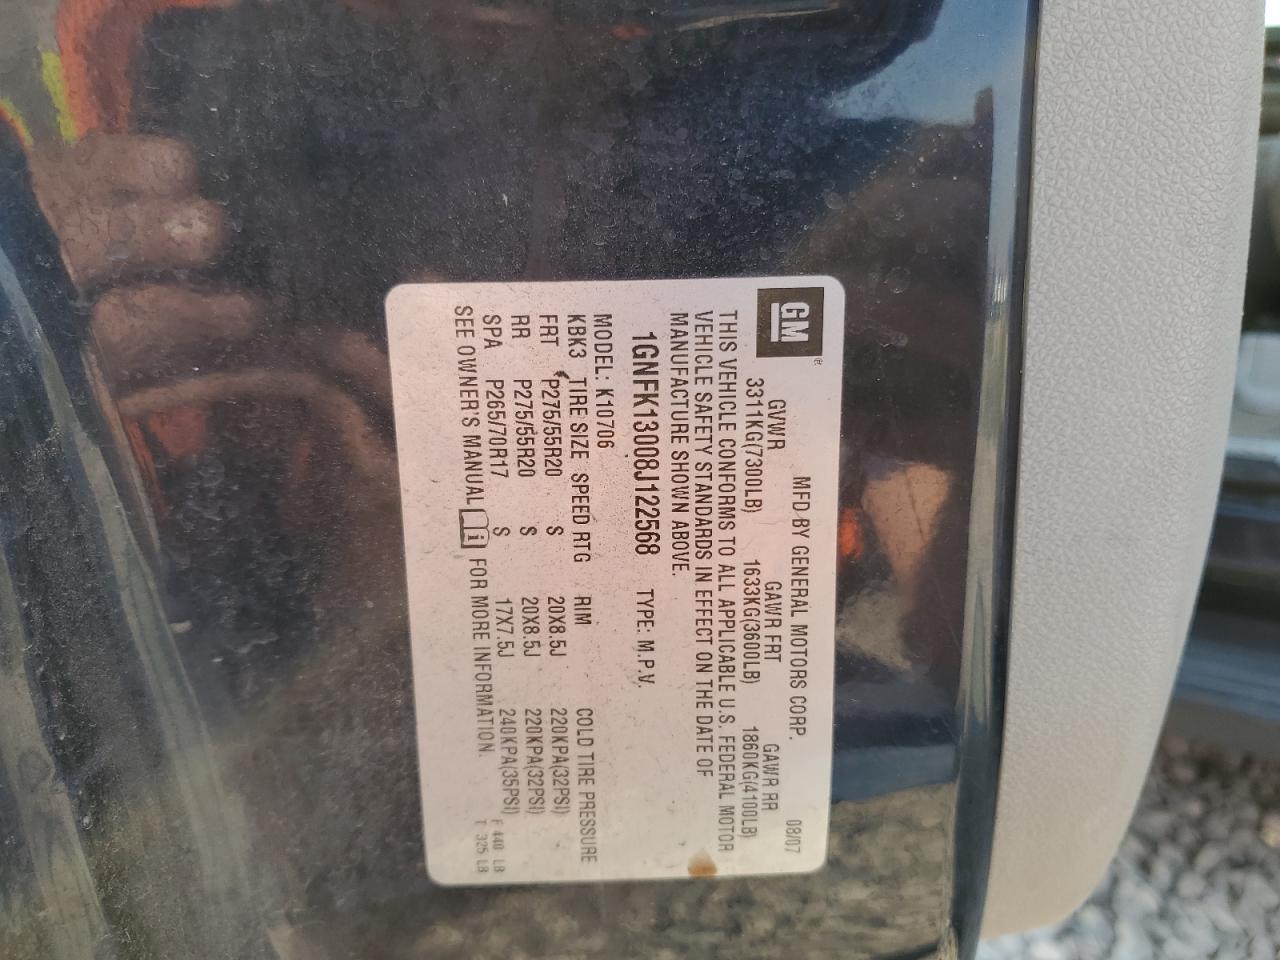 GM
MFD BY GENERAL MOTORS CORP. 08/07
GVWR GAWR FRT GAWR RR
3311KG(7300LB) 1633KG(3600LB) 1860KG(4100LB)
THIS VEHICLE CONFORMS TO ALL APPLICABLE U.S. FEDERAL MOTOR
VEHICLE SAFETY STANDARDS IN EFFECT ON THE DATE OF
MANUFACTURE SHOWN ABOVE.
1GNFK13008J122568 TYPE: M.P.V.
MODEL: K10706
KBK3 TIRE SIZE SPEED RTG RIM COLD TIRE PRESSURE
FRT P275/55R20 S 20X8.5J 220KPA(32PSI)
RR P275/55R20 S 20X8.5J 220KPA(32PSI)
SPA P265/70R17 S 17X7.5J 240KPA(35PSI)
SEE OWNER'S MANUAL FOR MORE INFORMATION.
F 440 LB
T 325 LB